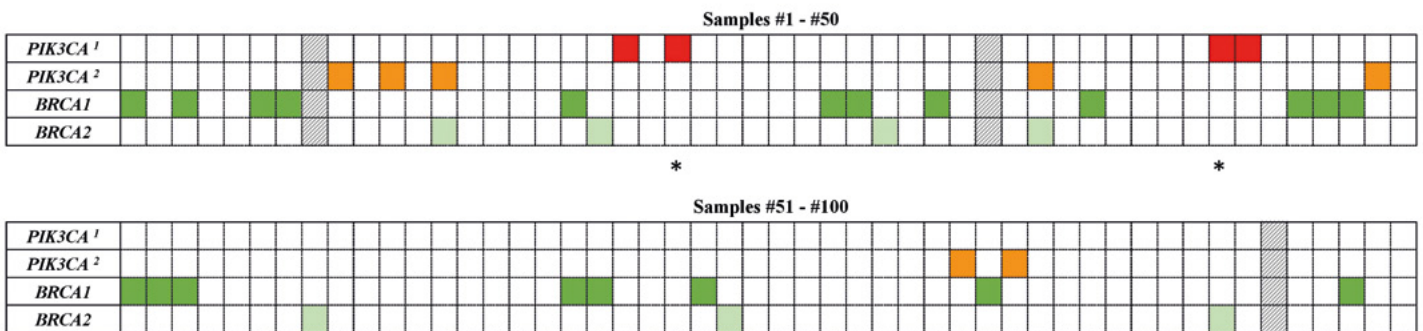 Samples #1 - #50
PIK3CA ¹
PIK3CA ²
BRCA1
BRCA2
* *
Samples #51 - #100
PIK3CA ¹
PIK3CA ²
BRCA1
BRCA2